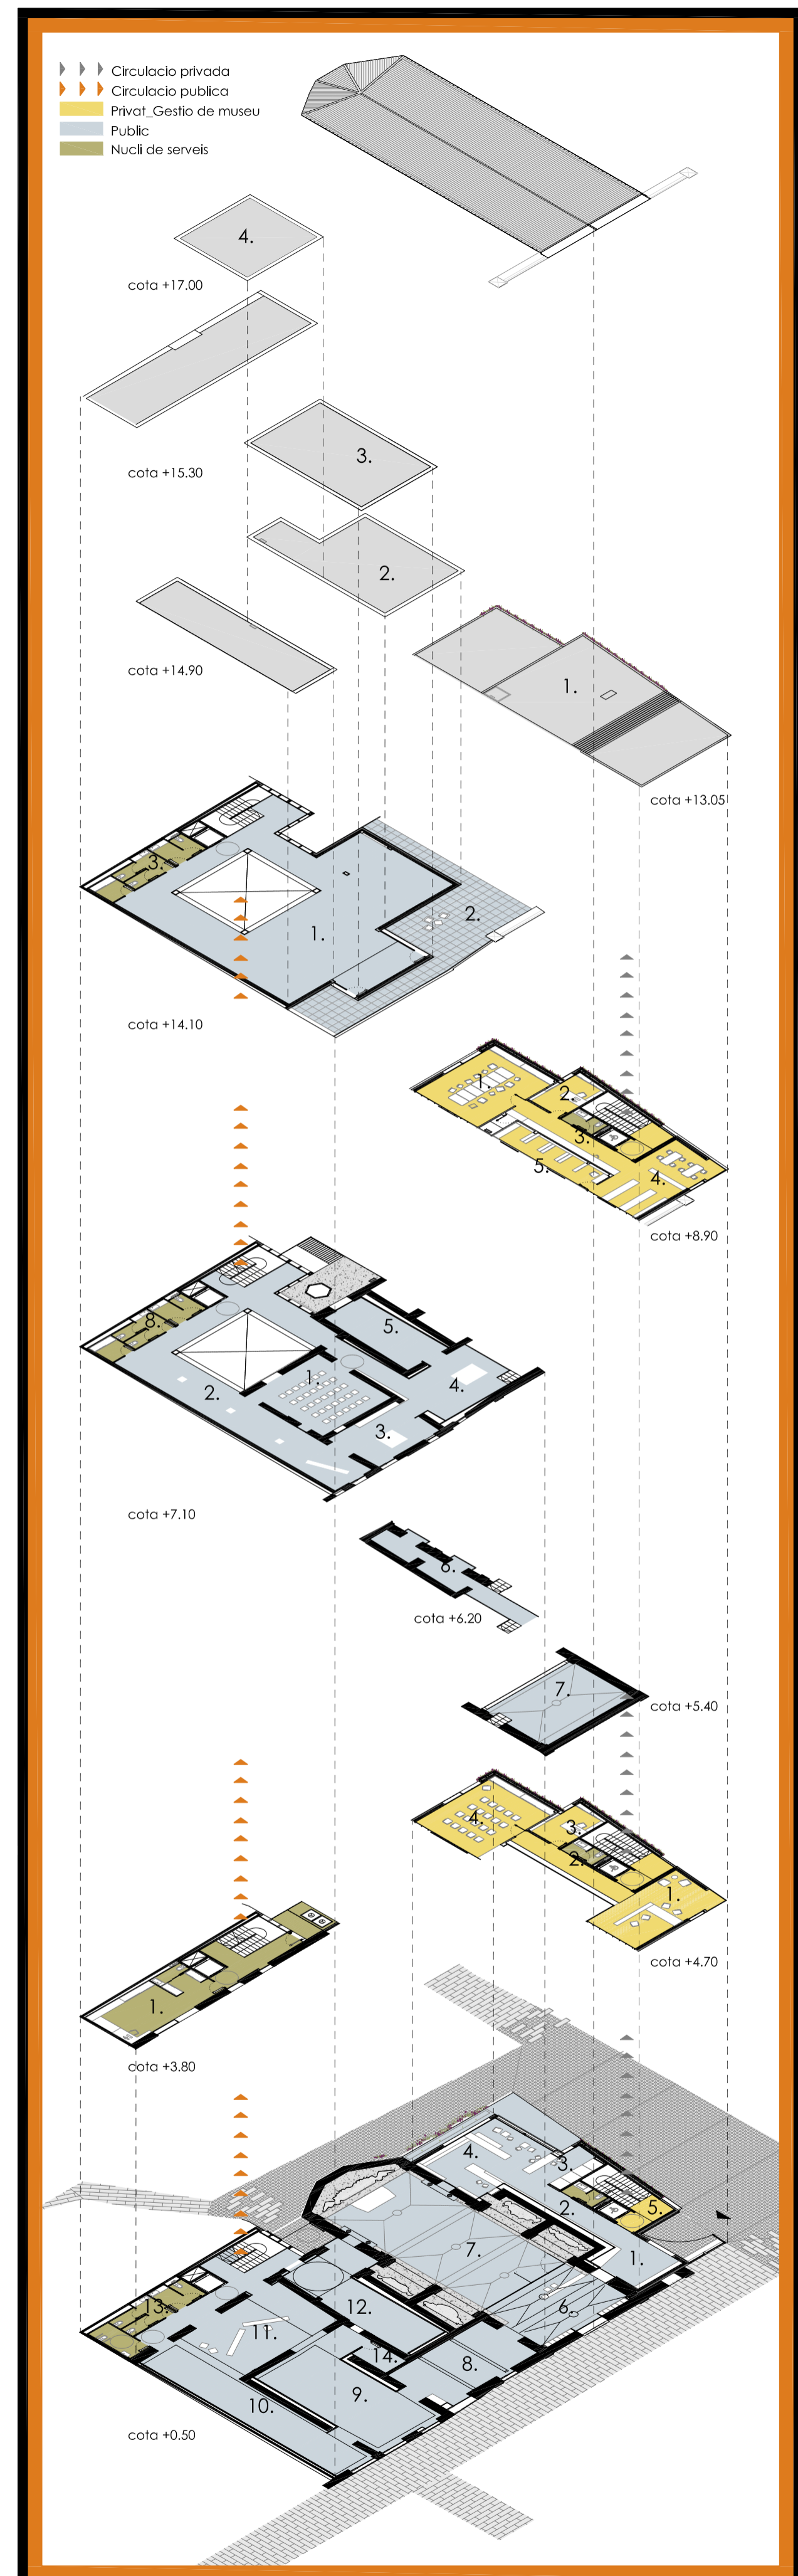 Circulacio privada
Circulacio publica
Privat_Gestio de museu
Public
Nucli de serveis
4.
cota +17.00
3.
cota +15.30
2.
cota +14.90
1.
cota +13.05
3.
1.
2.
cota +14.10
1.
2.
3.
5.
4.
cota +8.90
8.
5.
1.
2.
4.
3.
cota +7.10
6.
cota +6.20
7.
cota +5.40
4.
3.
2.
1.
cota +4.70
1.
cota +3.80
4.
3.
2.
5.
1.
7.
6.
13.
12.
11.
14.
8.
9.
10.
cota +0.50